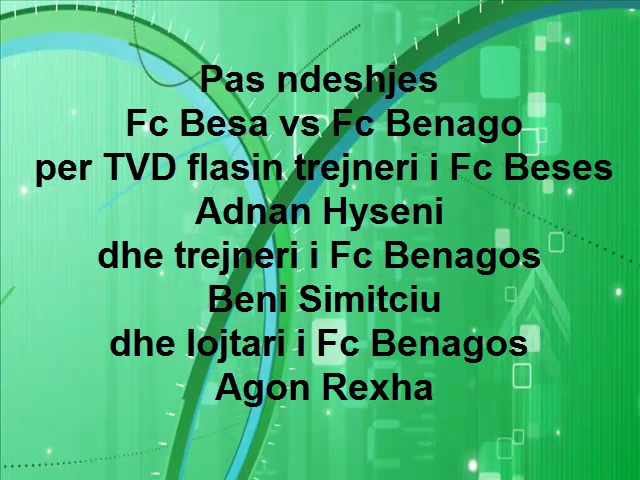 Pas ndeshjes
Fc Besa vs Fc Benago
per TVD flasin trejneri i Fc Beses
Adnan Hyseni
dhe trejneri i Fc Benagos
Beni Simitciu
dhe lojtari i Fc Benagos
Agon Rexha